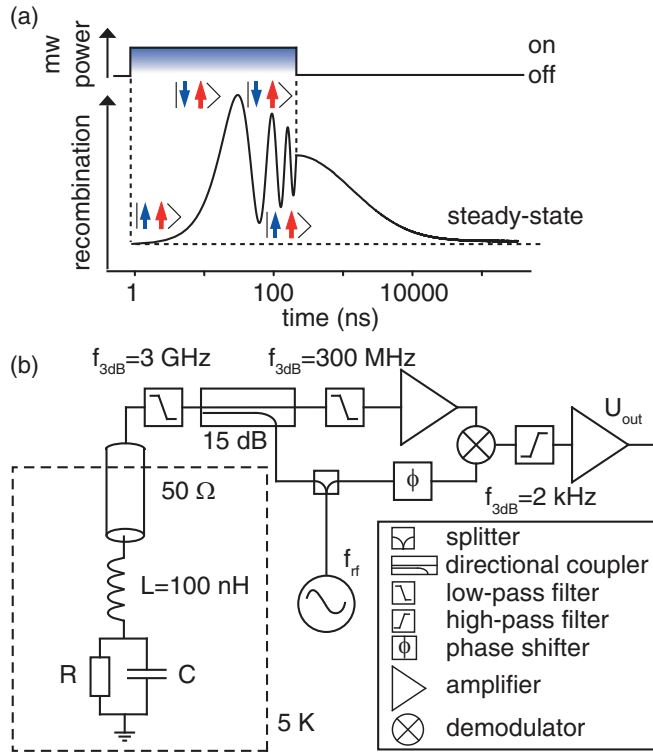 (a)
mw power
on
off
recombination
steady-state
1 100 10000
time (ns)
(b)
f3dB=3 GHz
f3dB=300 MHz
15 dB
50 Ω
ϕ
Uout
f3dB=2 kHz
frf
L=100 nH
R
C
5 K
splitter
directional coupler
low-pass filter
high-pass filter
ϕ phase shifter
amplifier
demodulator